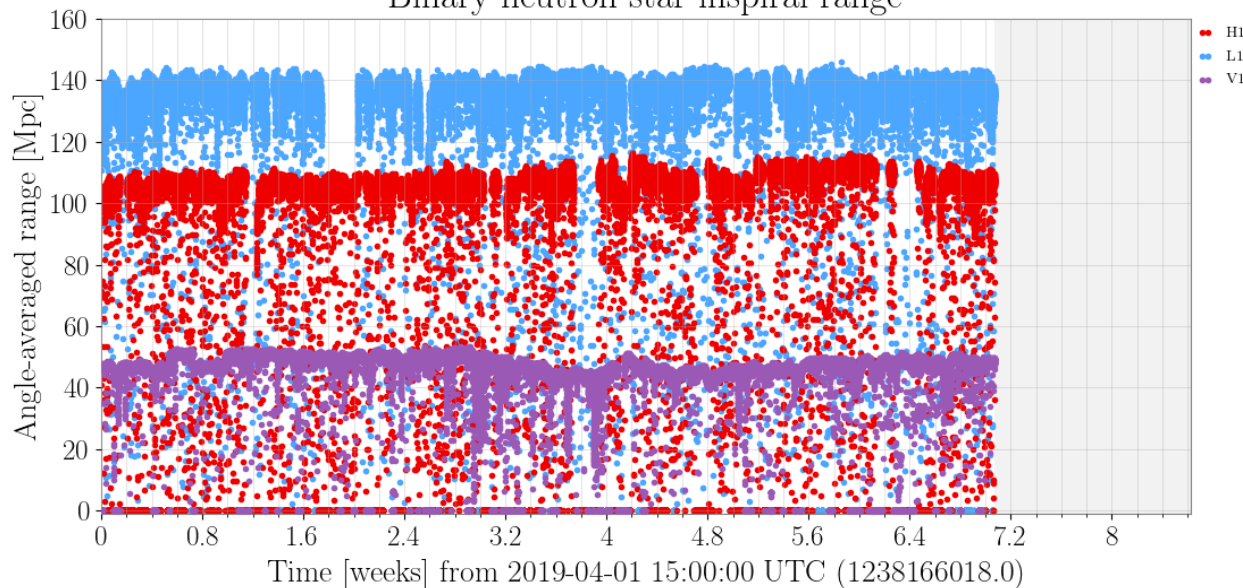 Binary neutron star inspiral range
160
140
120
100
80
60
40
20
0
Angle-averaged range [Mpc]
H1
L1
V1
0 0.8 1.6 2.4 3.2 4 4.8 5.6 6.4 7.2 8
Time [weeks] from 2019-04-01 15:00:00 UTC (1238166018.0)